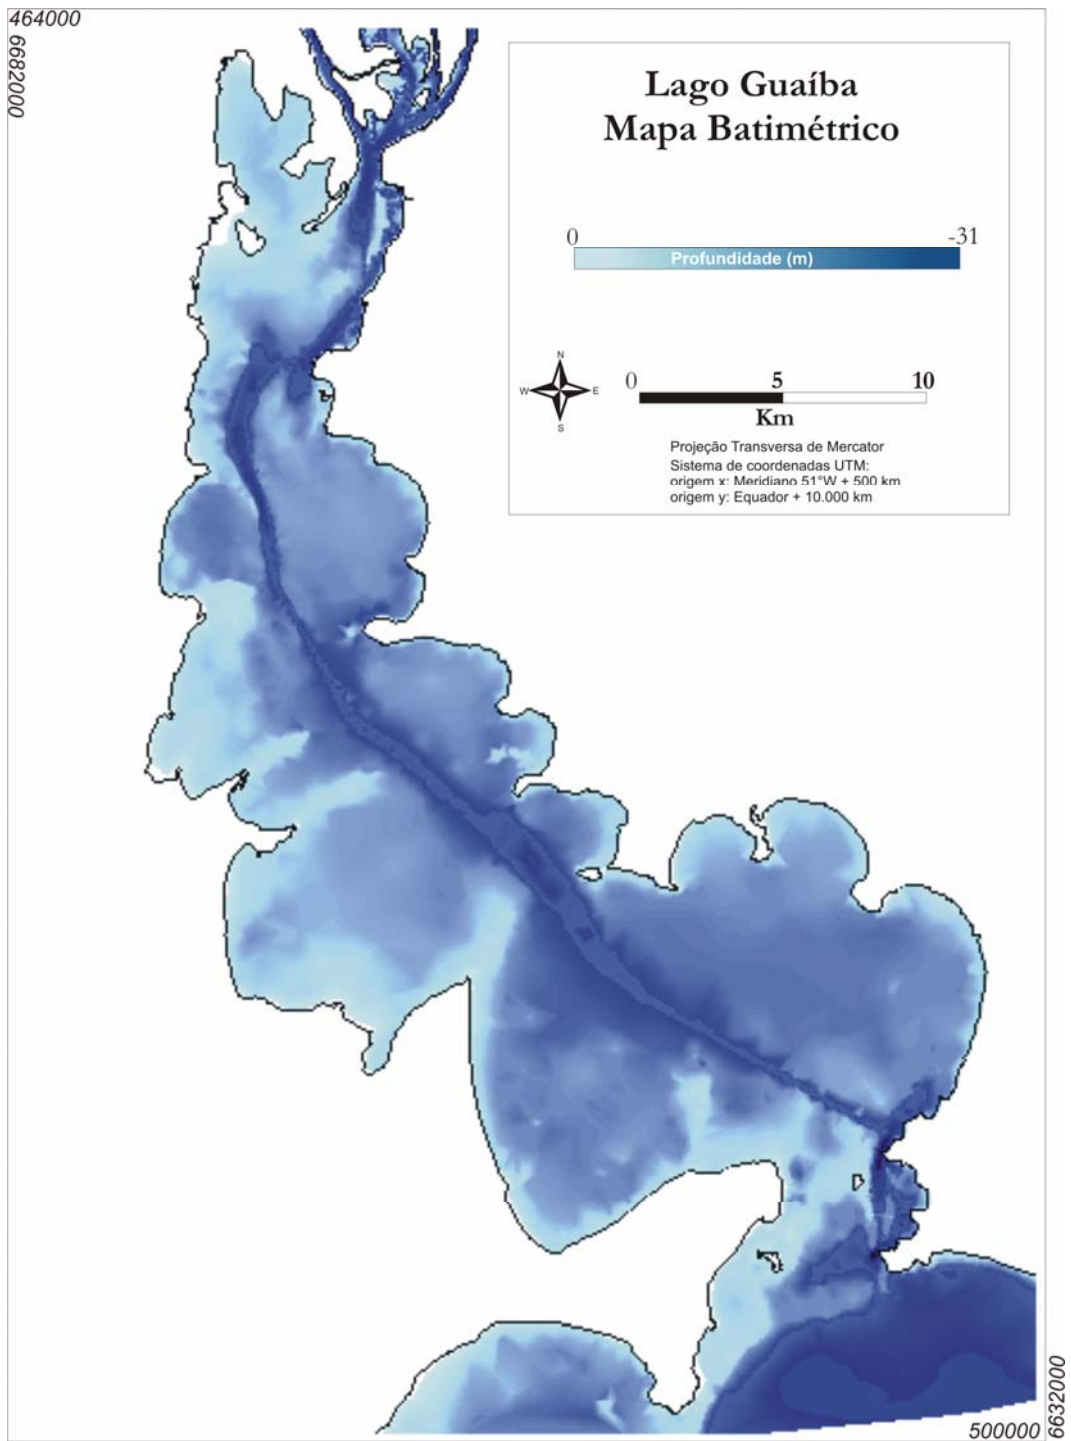 464000
6682000
Lago Guaíba
Mapa Batimétrico
0 -31
Profundidade (m)
N
W E
S
0 5 10
Km
Projeção Transversa de Mercator
Sistema de coordenadas UTM:
origem x: Meridiano 51°W + 500 km
origem y: Equador + 10.000 km
6632000
500000